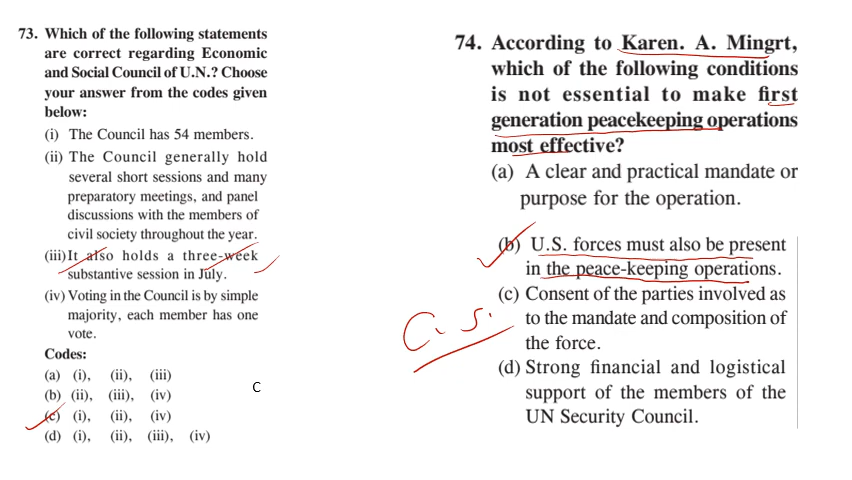 73. Which of the following statements
are correct regarding Economic
and Social Council of U.N.? Choose
your answer from the codes given
below:
(i) The Council has 54 members.
(ii) The Council generally hold
several short sessions and many
preparatory meetings, and panel
discussions with the members of
civil society throughout the year.
(iii) It also holds a three-week
substantive session in July.
(iv) Voting in the Council is by simple
majority, each member has one
vote.
Codes:
(a) (i), (ii), (iii)
(b) (ii), (iii), (iv)
(c) (i), (ii), (iv)
(d) (i), (ii), (iii), (iv)
C
74. According to Karen. A. Mingrt,
which of the following conditions
is not essential to make first
generation peacekeeping operations
most effective?
(a) A clear and practical mandate or
purpose for the operation.
(b) U.S. forces must also be present
in the peace-keeping operations.
(c) Consent of the parties involved as
to the mandate and composition of
the force.
(d) Strong financial and logistical
support of the members of the
UN Security Council.